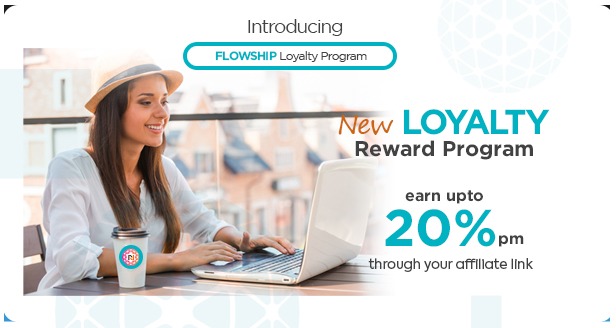 Introducing
FLOWSHIP Loyalty Program
New LOYALTY
Reward Program
earn upto
20% pm
through your affiliate link